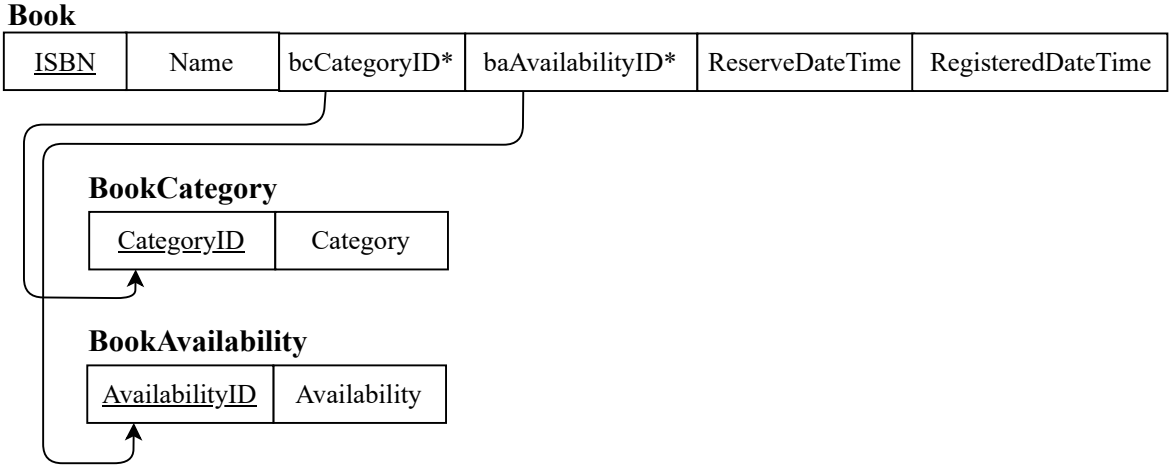 Book
ISBN Name bcCategoryID* baAvailabilityID* ReserveDateTime RegisteredDateTime
BookCategory
CategoryID Category
BookAvailability
AvailabilityID Availability